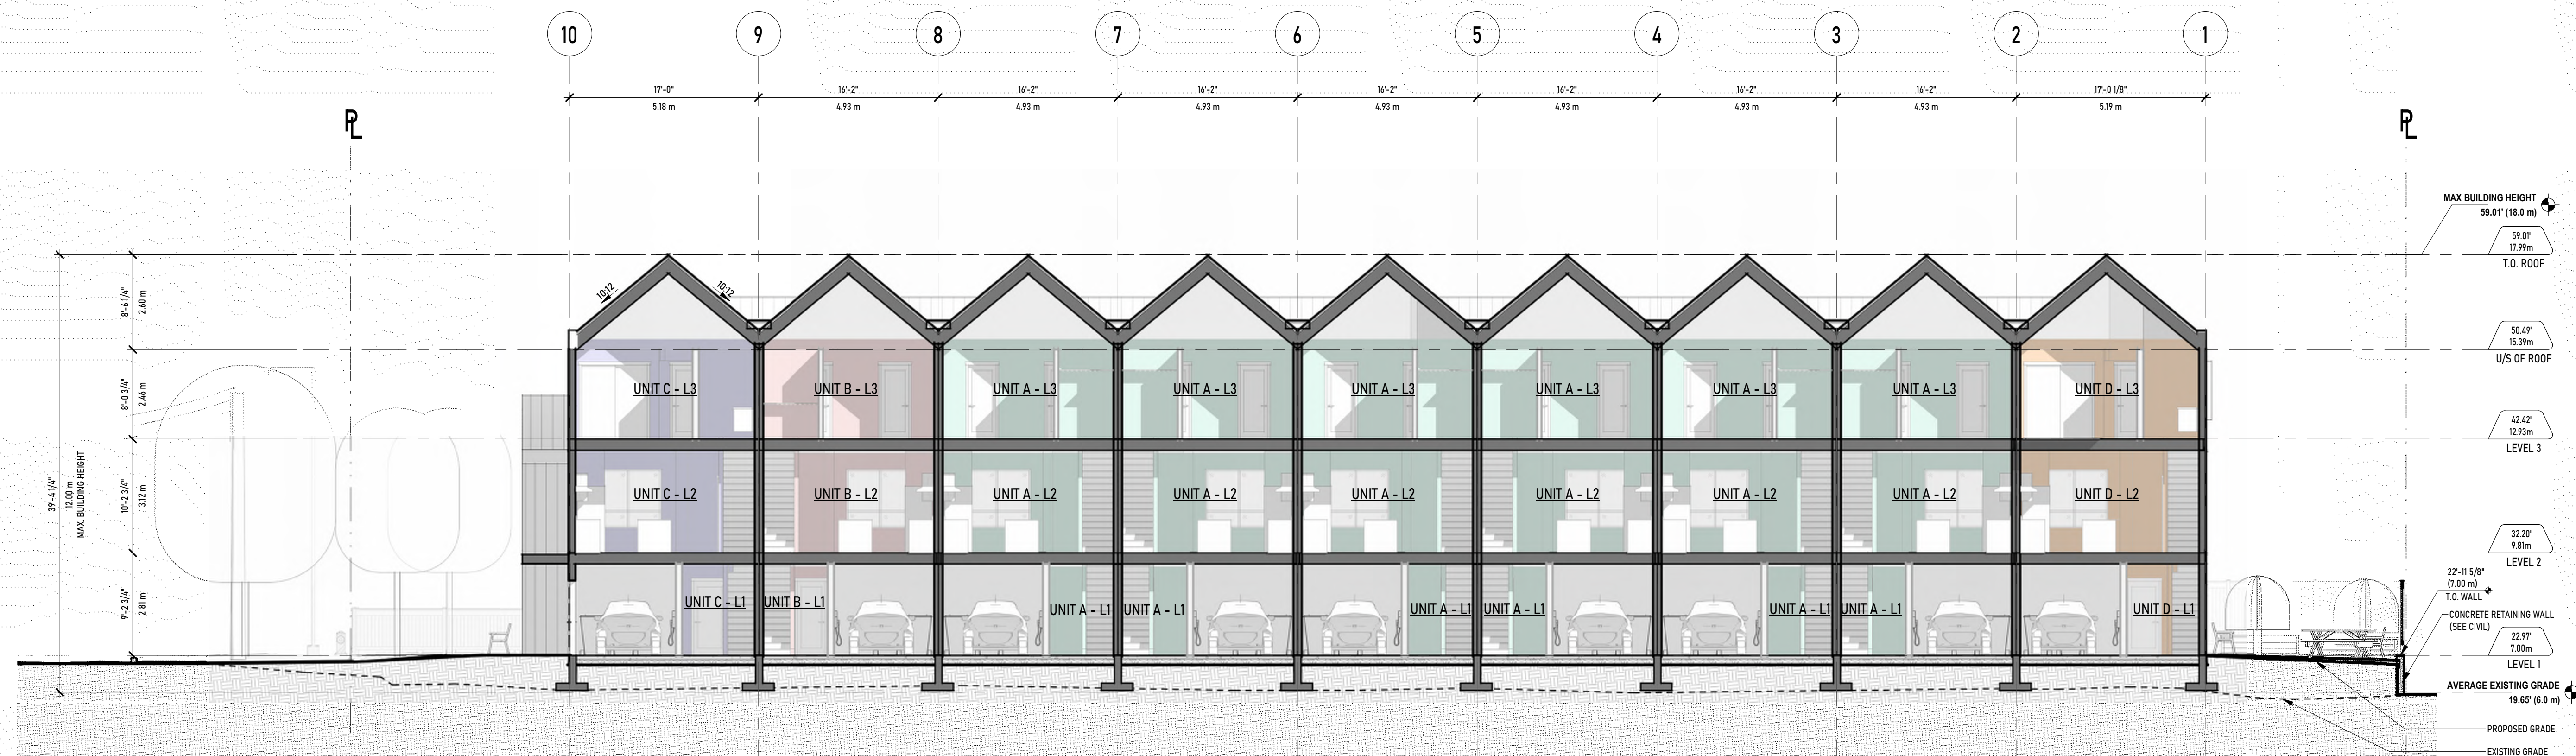 10 9 8 7 6 5 4 3 2 1
17'-0" 16'-2" 16'-2" 16'-2" 16'-2" 16'-2" 16'-2" 16'-2" 17'-0 1/8"
5.18 m 4.93 m 4.93 m 4.93 m 4.93 m 4.93 m 4.93 m 4.93 m 5.19 m
PL PL
MAX BUILDING HEIGHT
59.01' (18.0 m)
59.01'
17.99m
T.O. ROOF
10:12 10:12
8'-6 1/4"
2.60 m
50.49'
15.39m
U/S OF ROOF
8'-0 3/4"
2.46 m
UNIT C - L3 UNIT B - L3 UNIT A - L3 UNIT A - L3 UNIT A - L3 UNIT A - L3 UNIT A - L3 UNIT A - L3 UNIT D - L3
42.42'
12.93m
LEVEL 3
39'-4 1/4"
12.00 m
MAX. BUILDING HEIGHT
10'-2 3/4"
3.12 m
UNIT C - L2 UNIT B - L2 UNIT A - L2 UNIT A - L2 UNIT A - L2 UNIT A - L2 UNIT A - L2 UNIT A - L2 UNIT D - L2
32.20'
9.81m
LEVEL 2
9'-2 3/4"
2.81 m
UNIT C - L1 UNIT B - L1 UNIT A - L1 UNIT A - L1 UNIT A - L1 UNIT A - L1 UNIT A - L1 UNIT A - L1 UNIT D - L1
22'-11 5/8"
(7.00 m)
T.O. WALL
CONCRETE RETAINING WALL
(SEE CIVIL)
22.97'
7.00m
LEVEL 1
AVERAGE EXISTING GRADE
19.65' (6.0 m)
PROPOSED GRADE
EXISTING GRADE